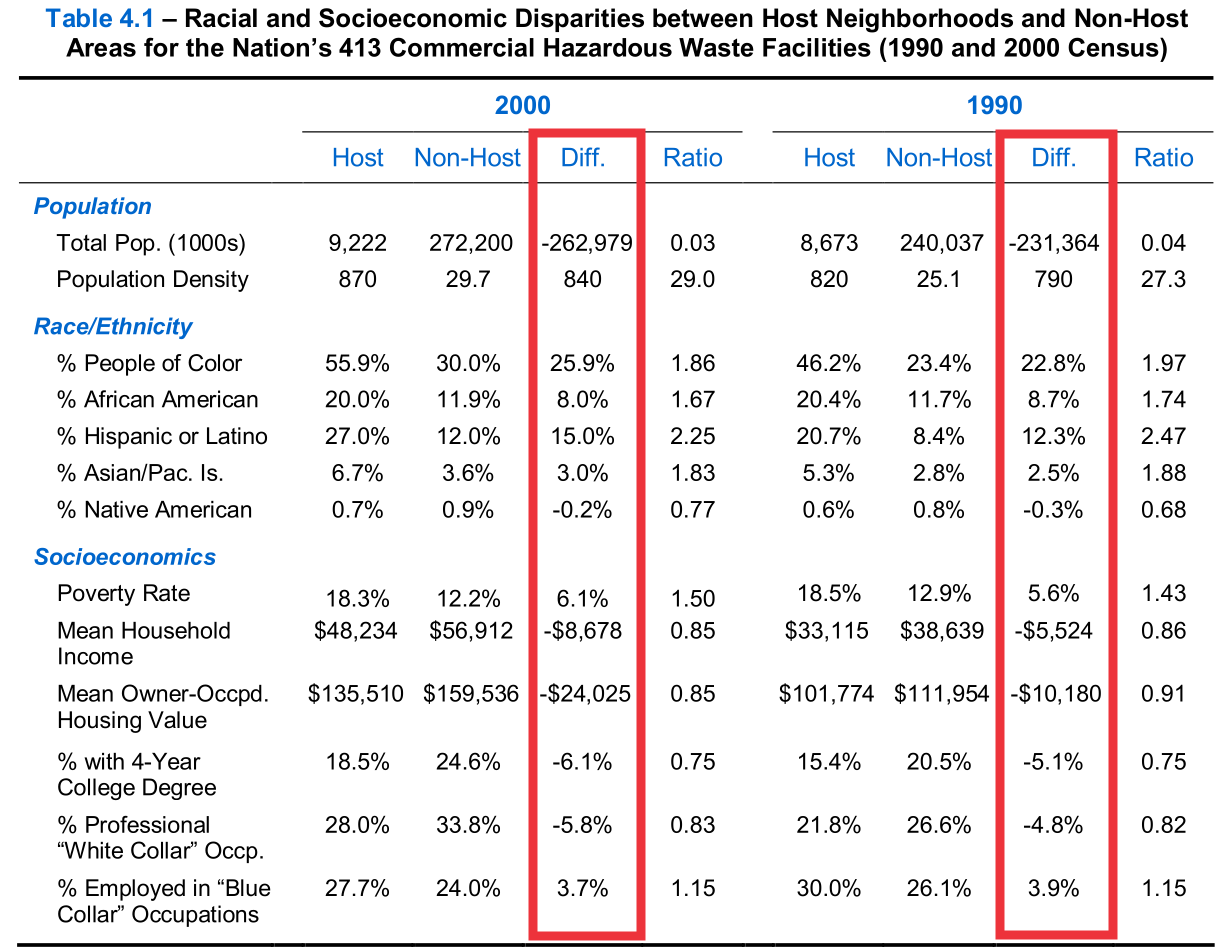 Table 4.1 – Racial and Socioeconomic Disparities between Host Neighborhoods and Non-Host
Areas for the Nation’s 413 Commercial Hazardous Waste Facilities (1990 and 2000 Census)
2000 1990
Host Non-Host Diff. Ratio Host Non-Host Diff. Ratio
Population
Total Pop. (1000s) 9,222 272,200 -262,979 0.03 8,673 240,037 -231,364 0.04
Population Density 870 29.7 840 29.0 820 25.1 790 27.3
Race/Ethnicity
% People of Color 55.9% 30.0% 25.9% 1.86 46.2% 23.4% 22.8% 1.97
% African American 20.0% 11.9% 8.0% 1.67 20.4% 11.7% 8.7% 1.74
% Hispanic or Latino 27.0% 12.0% 15.0% 2.25 20.7% 8.4% 12.3% 2.47
% Asian/Pac. Is. 6.7% 3.6% 3.0% 1.83 5.3% 2.8% 2.5% 1.88
% Native American 0.7% 0.9% -0.2% 0.77 0.6% 0.8% -0.3% 0.68
Socioeconomics
Poverty Rate 18.3% 12.2% 6.1% 1.50 18.5% 12.9% 5.6% 1.43
Mean Household $48,234 $56,912 -$8,678 0.85 $33,115 $38,639 -$5,524 0.86
Income
Mean Owner-Occpd. $135,510 $159,536 -$24,025 0.85 $101,774 $111,954 -$10,180 0.91
Housing Value
% with 4-Year 18.5% 24.6% -6.1% 0.75 15.4% 20.5% -5.1% 0.75
College Degree
% Professional 28.0% 33.8% -5.8% 0.83 21.8% 26.6% -4.8% 0.82
“White Collar” Occp.
% Employed in “Blue 27.7% 24.0% 3.7% 1.15 30.0% 26.1% 3.9% 1.15
Collar” Occupations